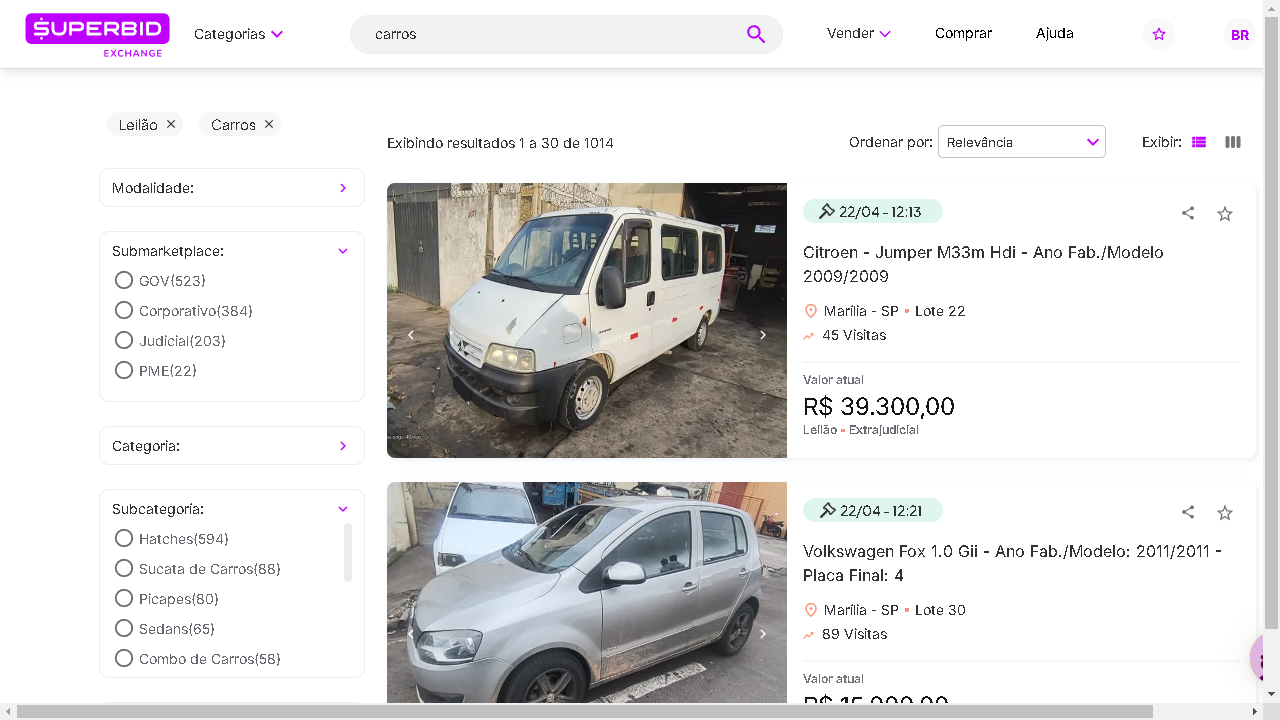 SUPERBID
EXCHANGE
Categorias
carros
Vender
Comprar
Ajuda
BR
Leilão
Carros
Exibindo resultados 1 a 30 de 1014
Ordenar por:
Relevância
Exibir:
Modalidade:
Submarketplace:
GOV(523)
Corporativo(384)
Judicial(203)
PME(22)
Categoria:
Subcategoría:
Hatches(594)
Sucata de Carros(88)
Picapes(80)
Sedans(65)
Combo de Carros(58)
22/04 - 12:13
Citroen - Jumper M33m Hdi - Ano Fab./Modelo
2009/2009
Marília - SP • Lote 22
45 Visitas
Valor atual
R$ 39.300,00
Leilão • Extrajudicial
22/04 - 12:21
Volkswagen Fox 1.0 Gii - Ano Fab./Modelo: 2011/2011 -
Placa Final: 4
Marília - SP • Lote 30
89 Visitas
Valor atual